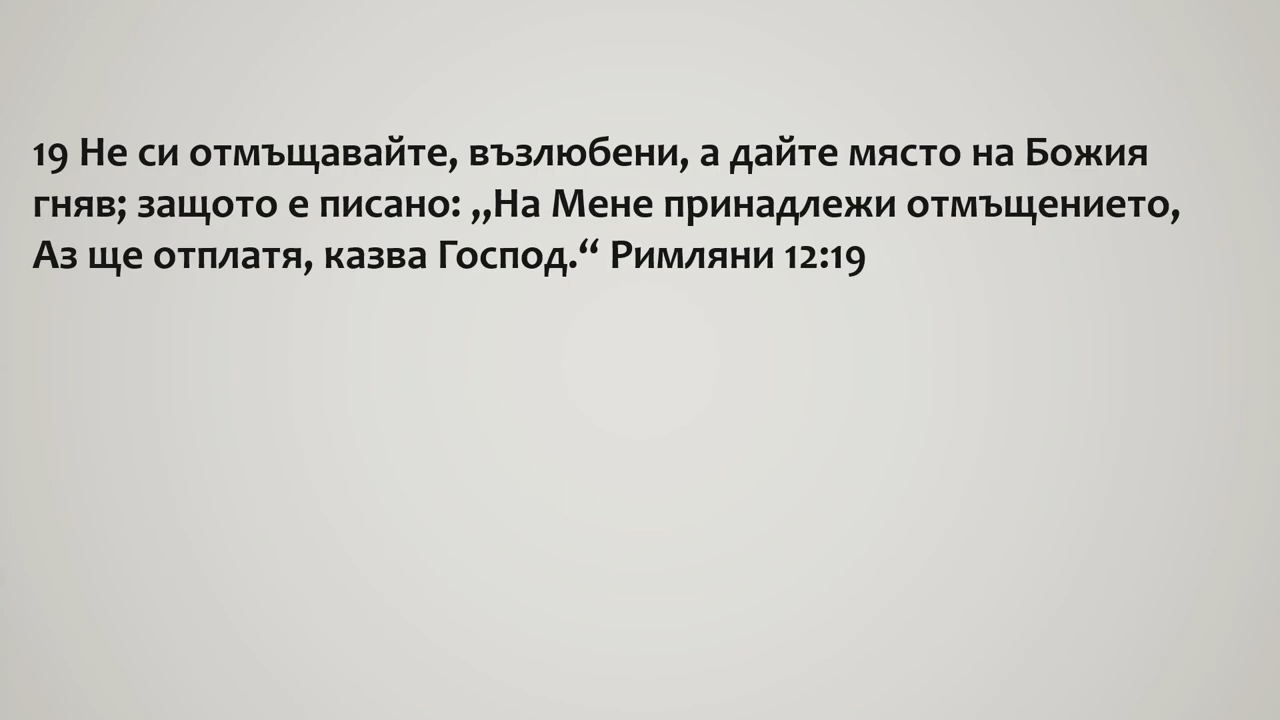 19 Не си отмъщавайте, възлюбени, а дайте място на Божия
гняв; защото е писано: ,,На Мене принадлежи отмъщението,
Аз ще отплатя, казва Господ.“ Римляни 12:19